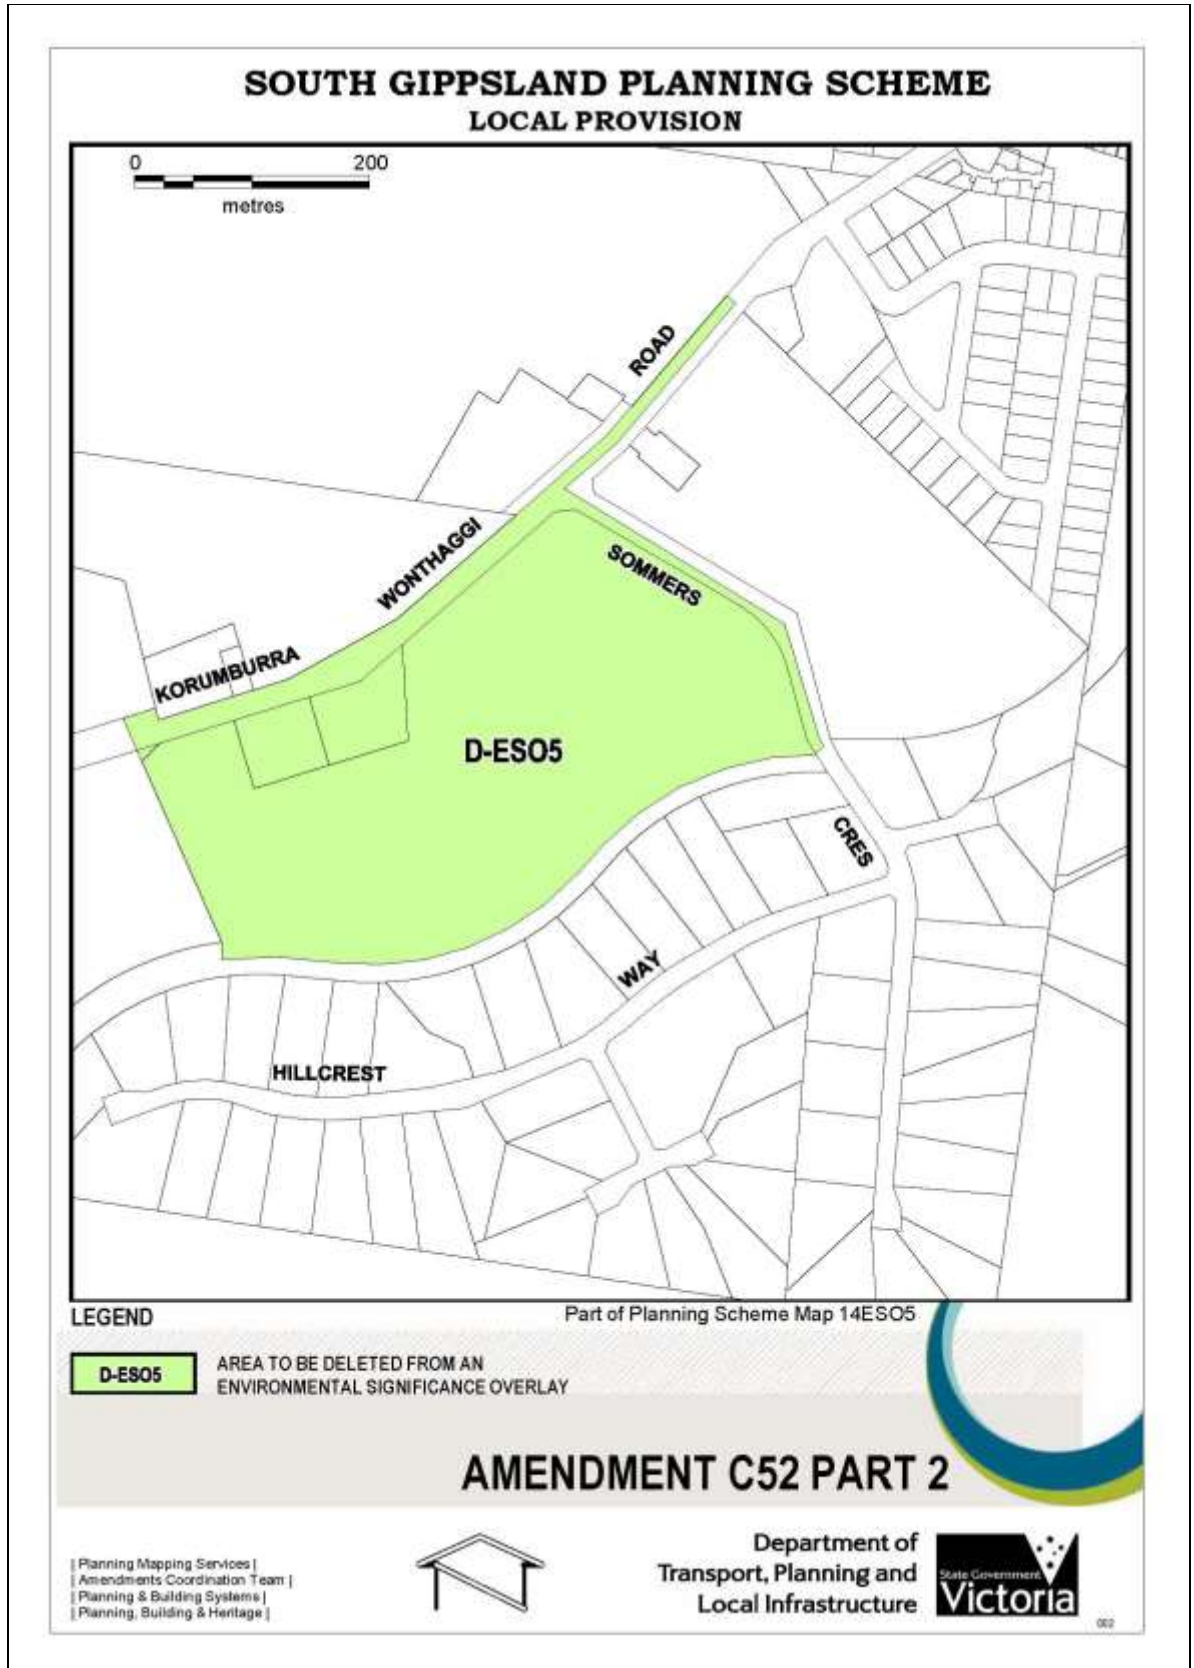 SOUTH GIPPSLAND PLANNING SCHEME
LOCAL PROVISION
0 200
metres
ROAD
WONTHAGGI
SOMMERS
KORUMBURRA
D-ESO5
CRES
WAY
HILLCREST
LEGEND
Part of Planning Scheme Map 14ESO5
D-ESO5
AREA TO BE DELETED FROM AN
ENVIRONMENTAL SIGNIFICANCE OVERLAY
AMENDMENT C52 PART 2
| Planning Mapping Services |
| Amendments Coordination Team |
| Planning & Building Systems |
| Planning, Building & Heritage |
Department of
Transport, Planning and
Local Infrastructure
State Government
Victoria
002